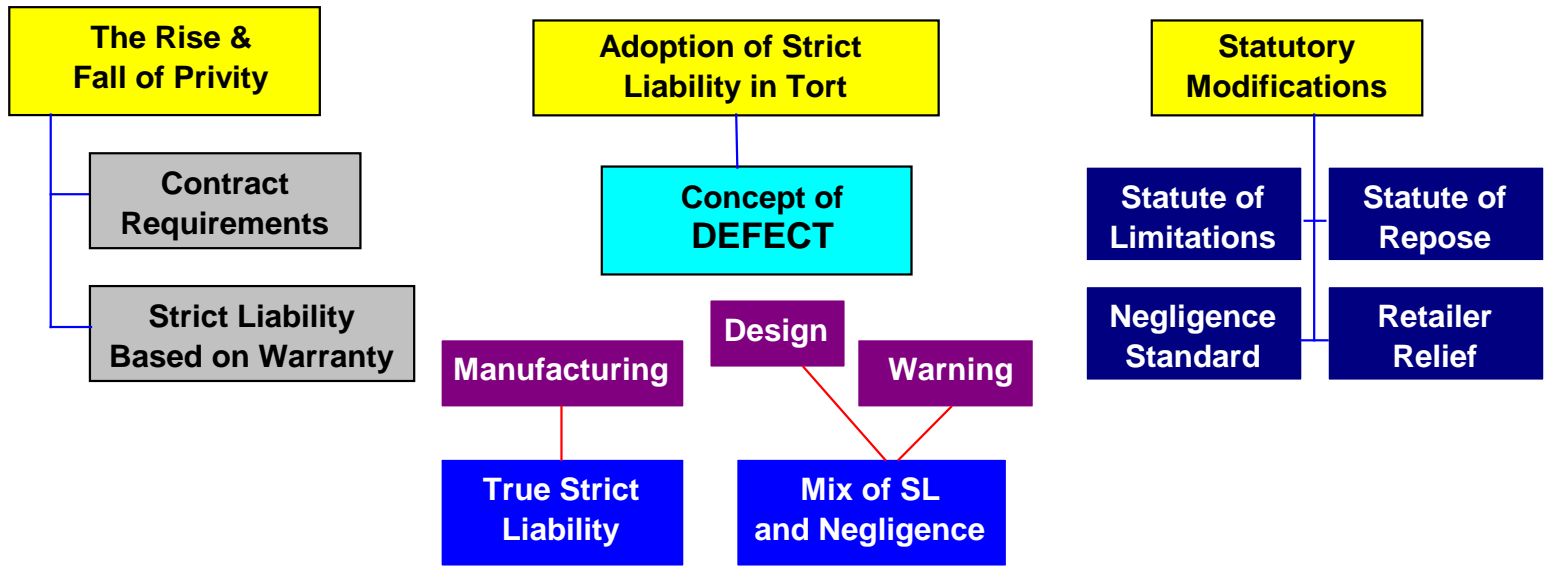 The Rise &
Fall of Privity
Contract
Requirements
Strict Liability
Based on Warranty
Adoption of Strict
Liability in Tort
Concept of
DEFECT
Manufacturing
Design
Warning
True Strict
Liability
Mix of SL
and Negligence
Statutory
Modifications
Statute of
Limitations
Statute of
Repose
Negligence
Standard
Retailer
Relief